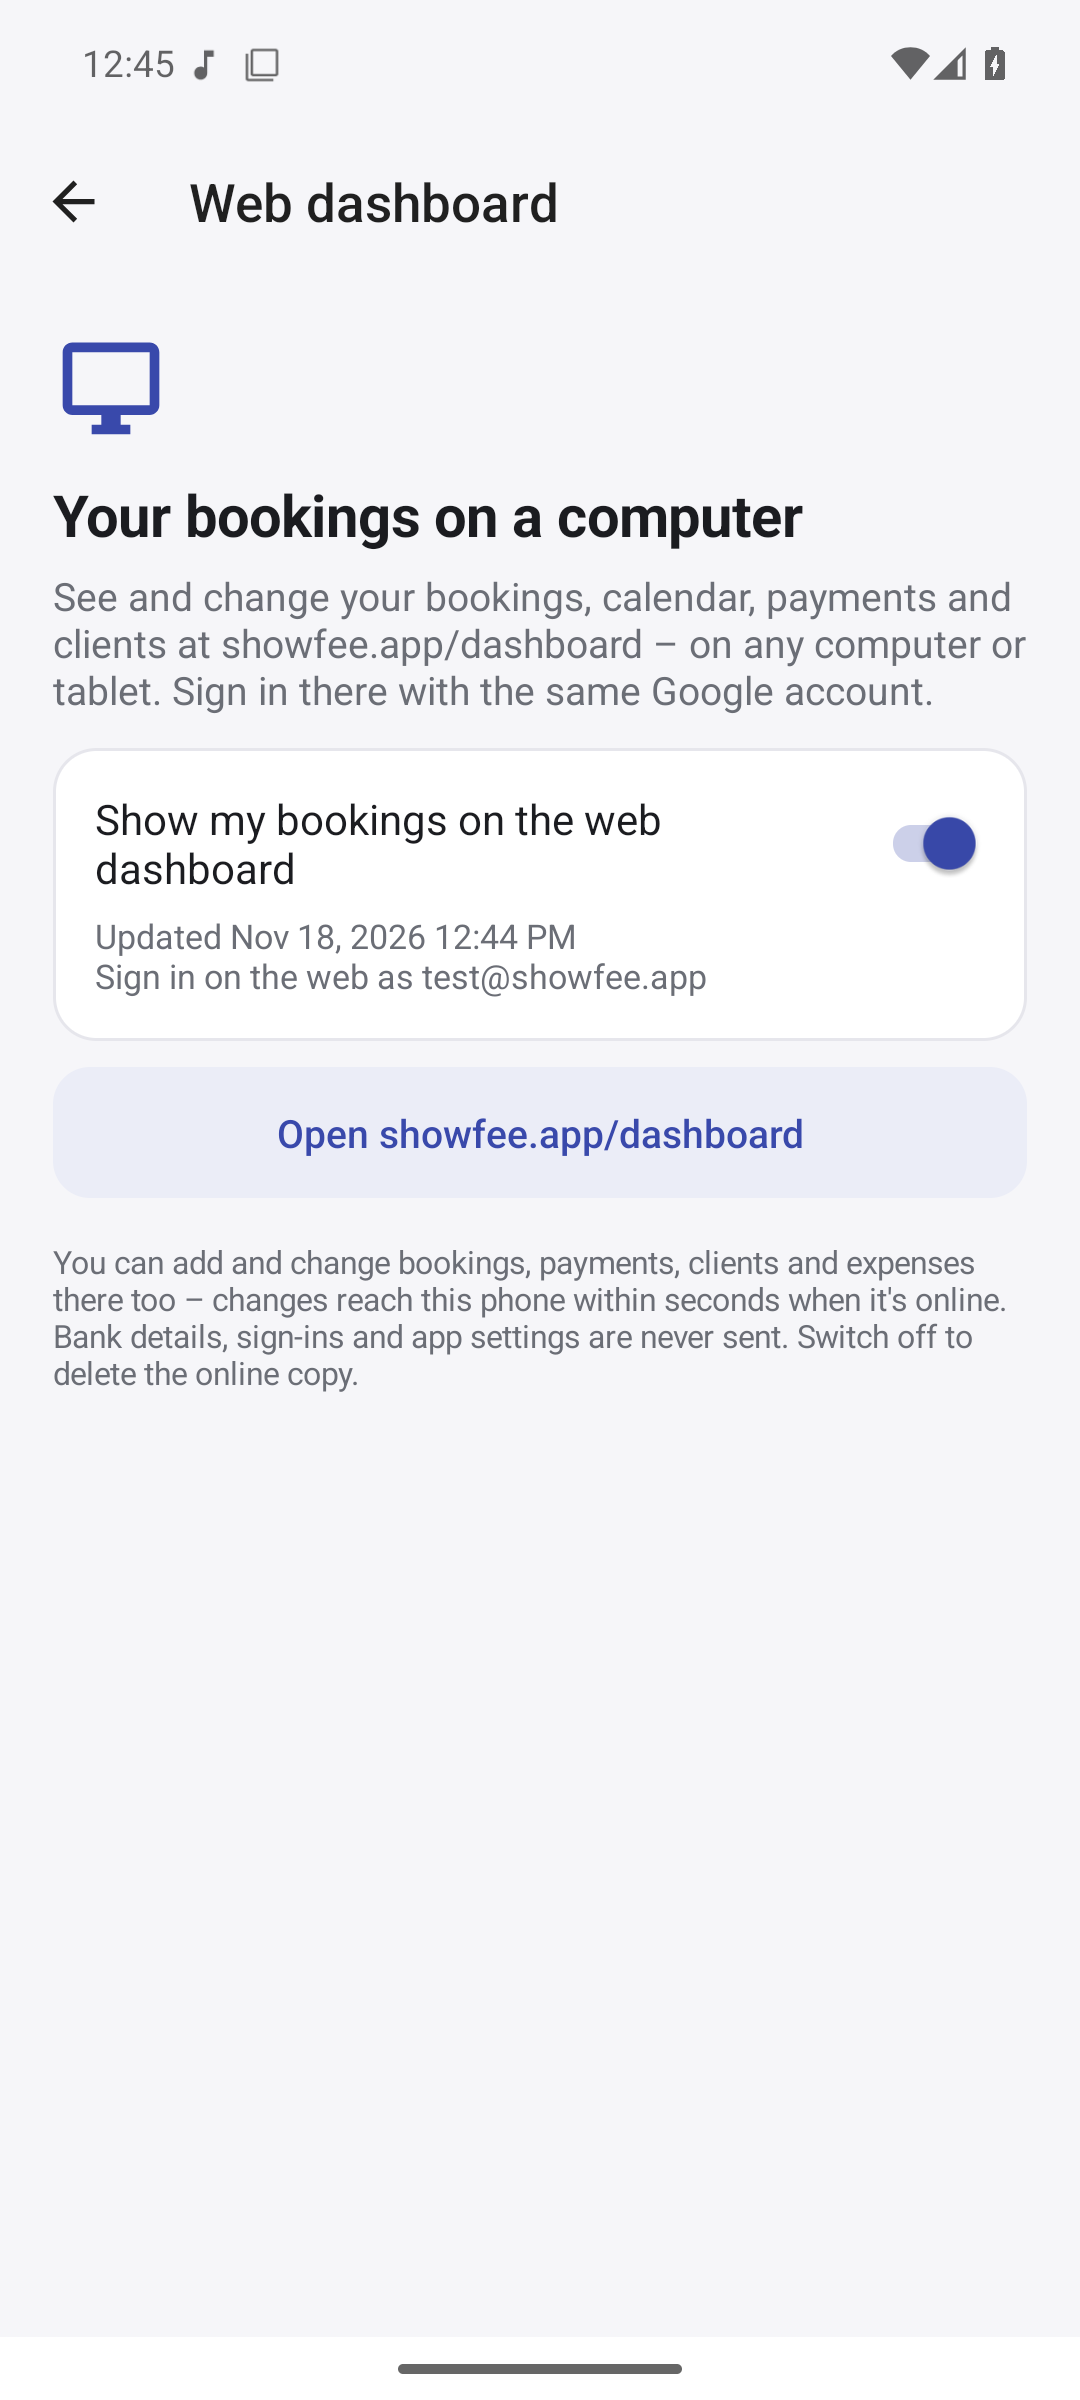 12:45
Web dashboard
Your bookings on a computer
See and change your bookings, calendar, payments and
clients at showfee.app/dashboard – on any computer or
tablet. Sign in there with the same Google account.
Show my bookings on the web
dashboard
Updated Nov 18, 2026 12:44 PM
Sign in on the web as test@showfee.app
Open showfee.app/dashboard
You can add and change bookings, payments, clients and expenses
there too – changes reach this phone within seconds when it's online.
Bank details, sign-ins and app settings are never sent. Switch off to
delete the online copy.